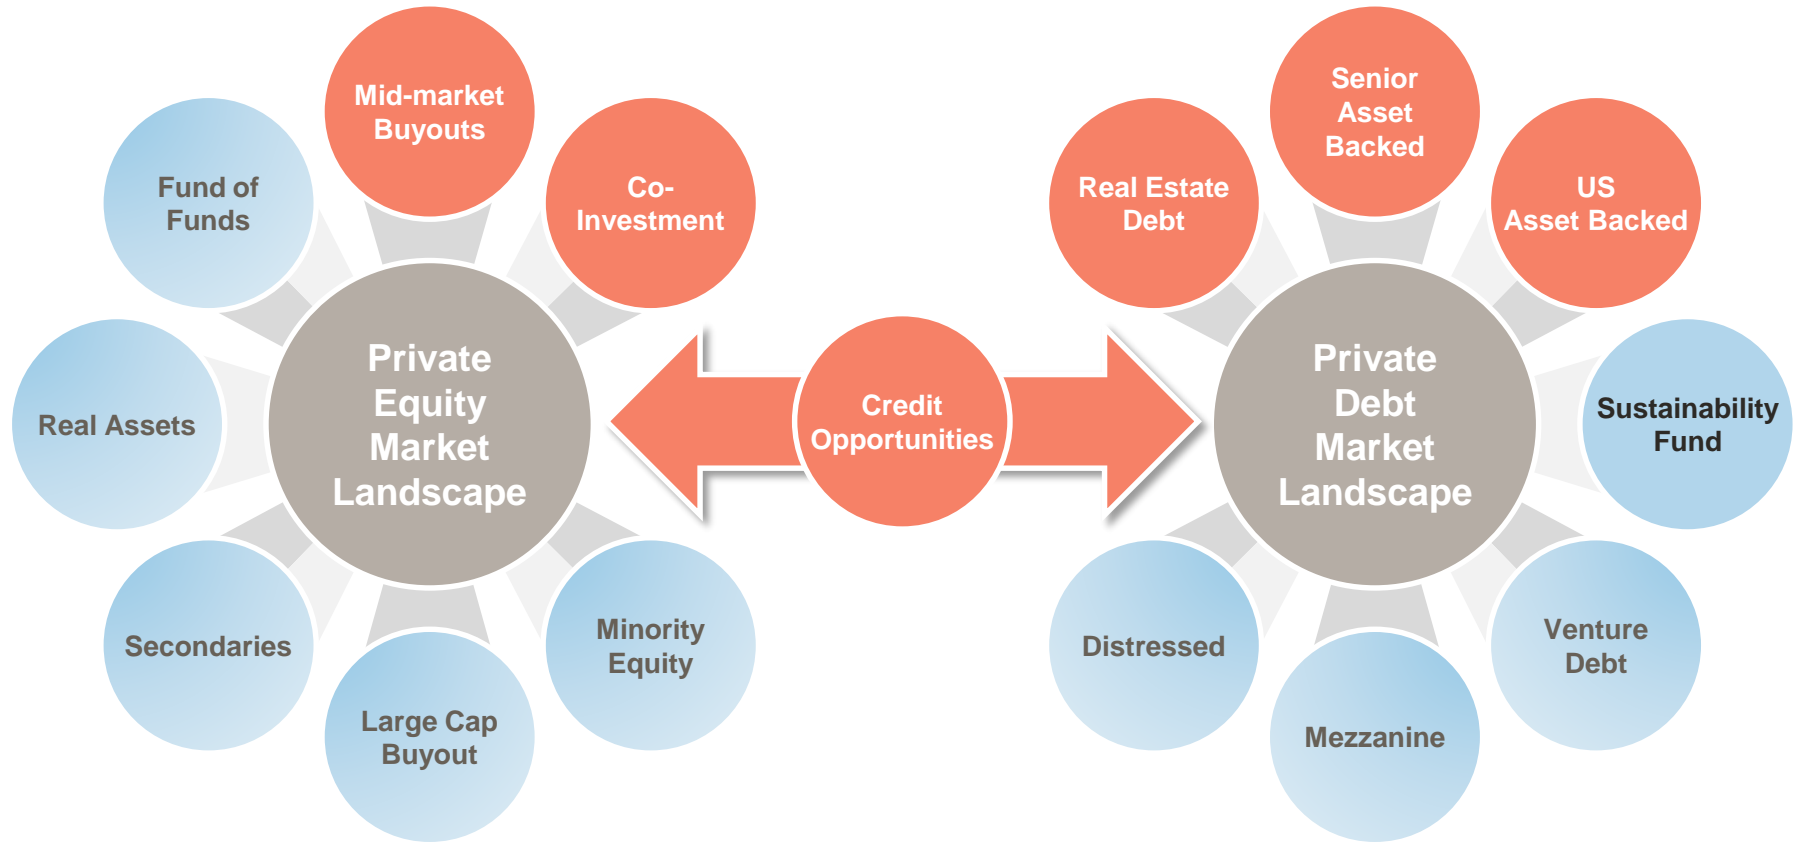 Mid-market
Buyouts
Fund of
Funds
Co-
Investment
Private
Equity
Market
Landscape
Real Assets
Secondaries
Large Cap
Buyout
Minority
Equity
Credit
Opportunities
Senior
Asset
Backed
Real Estate
Debt
US
Asset Backed
Private
Debt
Market
Landscape
Sustainability
Fund
Distressed
Mezzanine
Venture
Debt